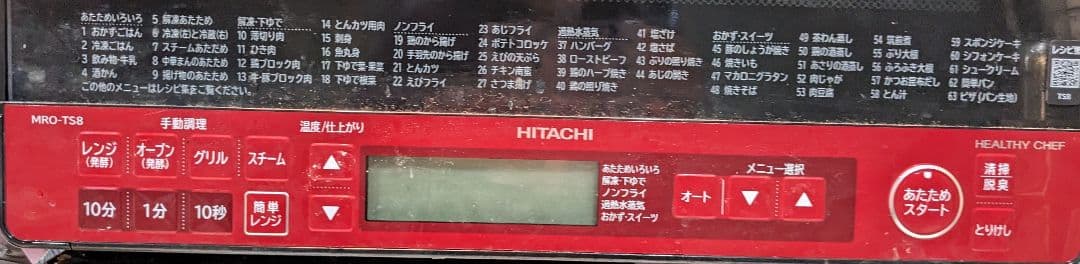 あたためいろいろ
1 おかず・ごはん
2 冷凍ごはん
3 飲み物・牛乳
4 酒かん
5 解凍あたため
6 冷凍(左)と冷蔵(右)
7 スチームあたため
8 中華まんのあたため
9 揚げ物のあたため
この他のメニューはレシピ集をご覧ください。
解凍・下ゆで
10 薄切り肉
11 ひき肉
12 鶏ブロック肉
13 牛・豚ブロック肉
14 とんカツ用肉
15 刺身
16 魚丸身
17 下ゆで葉・果菜
18 下ゆで根菜
ノンフライ
19 鶏のから揚げ
20 手羽先のから揚げ
21 とんカツ
22 えびフライ
23 あじフライ
24 ポテトコロッケ
25 えびの天ぷら
26 チキン南蛮
27 さつま揚げ
過熱水蒸気
37 ハンバーグ
38 ローストビーフ
39 鶏のハーブ焼き
40 鶏の照り焼き
41 塩ざけ
42 塩さば
43 ぶりの照り焼き
44 あじの開き
おかず・スイーツ
45 豚のしょうが焼き
46 焼きいも
47 マカロニグラタン
48 焼きそば
49 茶わん蒸し
50 鶏の酒蒸し
51 あさりの酒蒸し
52 肉じゃが
53 肉豆腐
54 筑前煮
55 ぶり大根
56 ふろふき大根
57 かつお昆布だし
58 とん汁
59 スポンジケーキ
60 シフォンケーキ
61 シュークリーム
62 簡単パン
63 ピザ(パン生地)
レシピ集
TS8
MRO-TS8
手動調理
温度/仕上がり
HITACHI
HEALTHY CHEF
レンジ
(発酵)
オーブン
(発酵)
グリル
スチーム
10分
1分
10秒
簡単
レンジ
あたためいろいろ
解凍・下ゆで
ノンフライ
過熱水蒸気
おかず・スイーツ
メニュー選択
オート
あたため
スタート
清掃
脱臭
とりけし